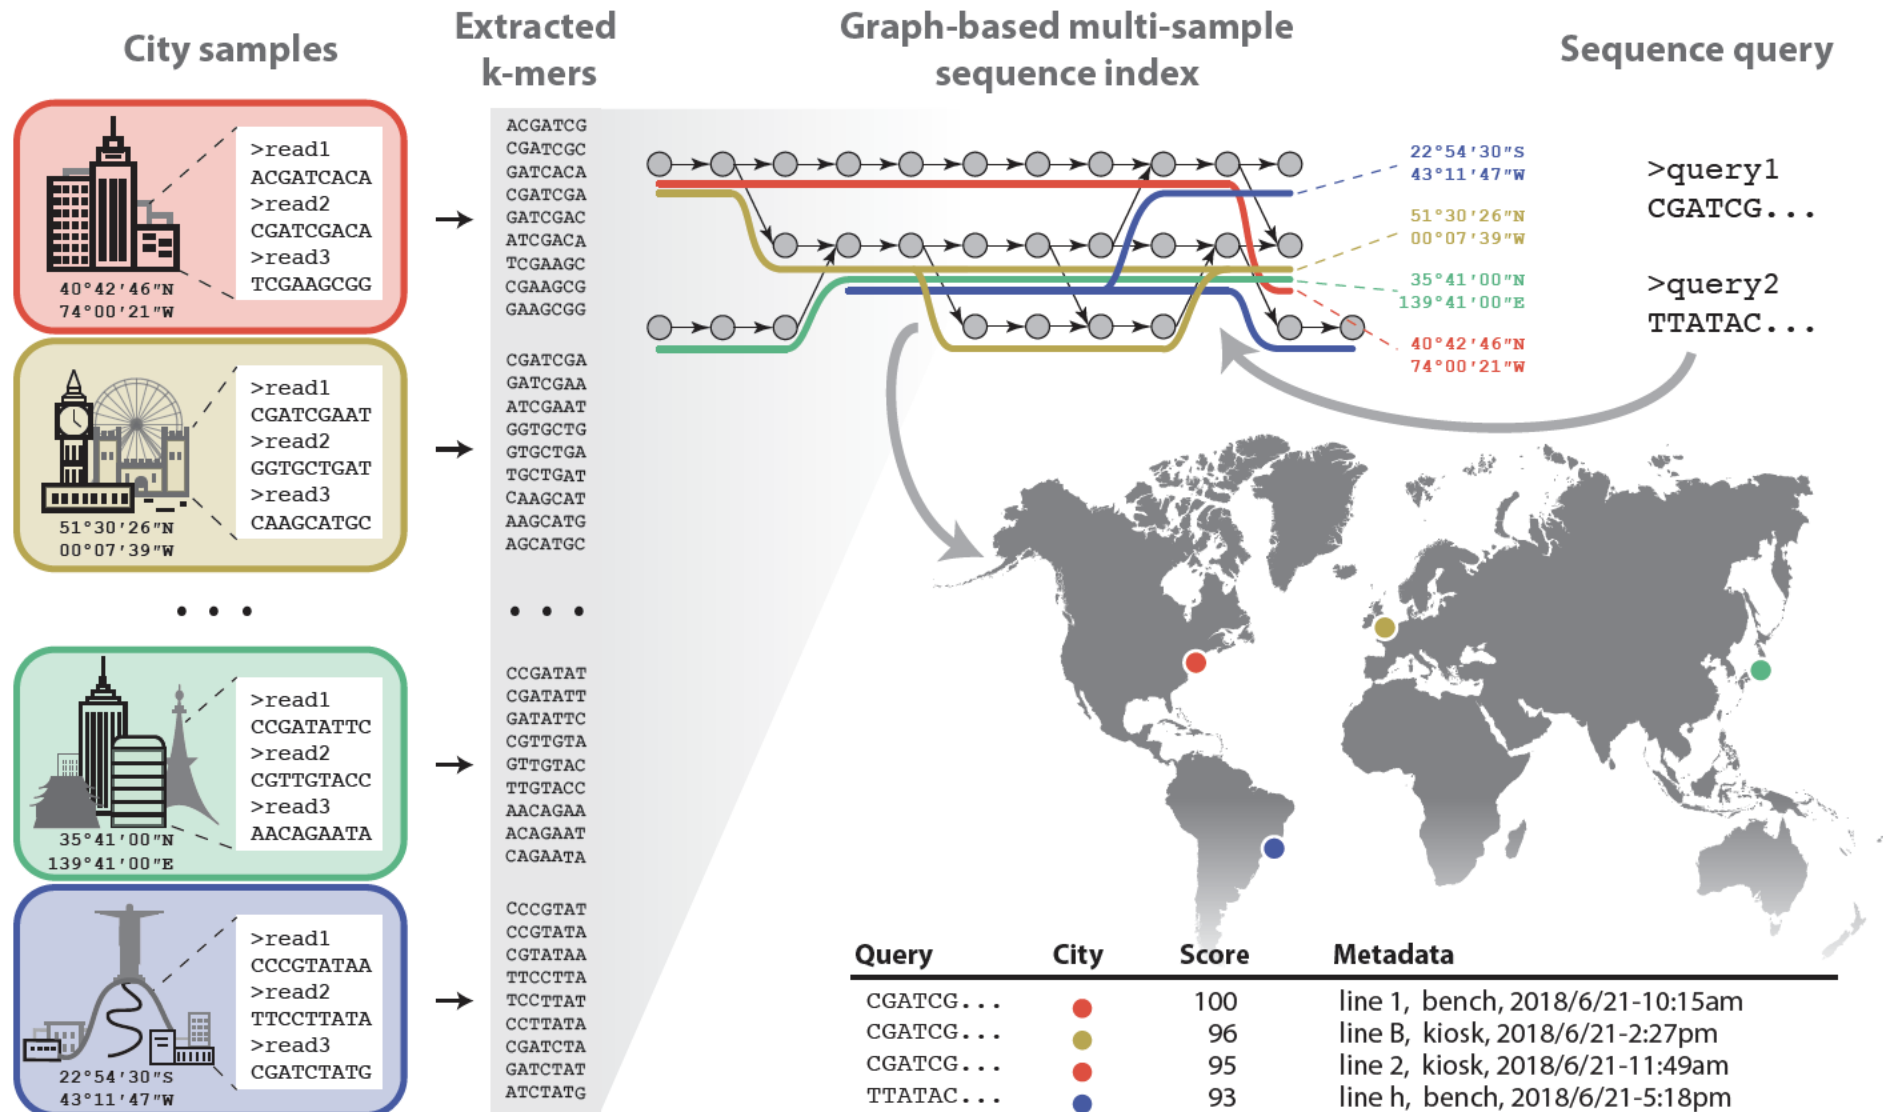 City samples
Extracted
k-mers
Graph-based multi-sample
sequence index
Sequence query
>read1
ACGATCACA
>read2
CGATCGACA
>read3
TCGAAGCGG
40°42'46"N
74°00'21"W
>read1
CGATCGAAT
>read2
GGTGCTGAT
>read3
CAAGCATGC
51°30'26"N
00°07'39"W
• • •
>read1
CCGATATTC
>read2
CGTTGTACC
>read3
AACAGAATA
35°41'00"N
139°41'00"E
>read1
CCCGTATAA
>read2
TTCCTTATA
>read3
CGATCTATG
22°54'30"S
43°11'47"W
ACGATCG
CGATCGC
GATCACA
CGATCGA
GATCGAC
ATCGACA
TCGAAGC
CGAAGCG
GAAGCGG
CGATCGA
GATCGAA
ATCGAAT
GGTGCTG
GTGCTGA
TGCTGAT
CAAGCAT
AAGCATG
AGCATGC
• • •
CCGATAT
CGATATT
GATATTC
CGTTGTA
GTTGTAC
TTGTACC
AACAGAA
ACAGAAT
CAGAATA
CCCGTAT
CCGTATA
CGTATAA
TTCCTTA
TCCTTAT
CCTTATA
CGATCTA
GATCTAT
ATCTATG
22°54'30"S
43°11'47"W
51°30'26"N
00°07'39"W
35°41'00"N
139°41'00"E
40°42'46"N
74°00'21"W
>query1
CGATCG...
>query2
TTATAC...
Query City Score Metadata
CGATCG... 100 line 1, bench, 2018/6/21-10:15am
CGATCG... 96 line B, kiosk, 2018/6/21-2:27pm
CGATCG... 95 line 2, kiosk, 2018/6/21-11:49am
TTATAC... 93 line h, bench, 2018/6/21-5:18pm